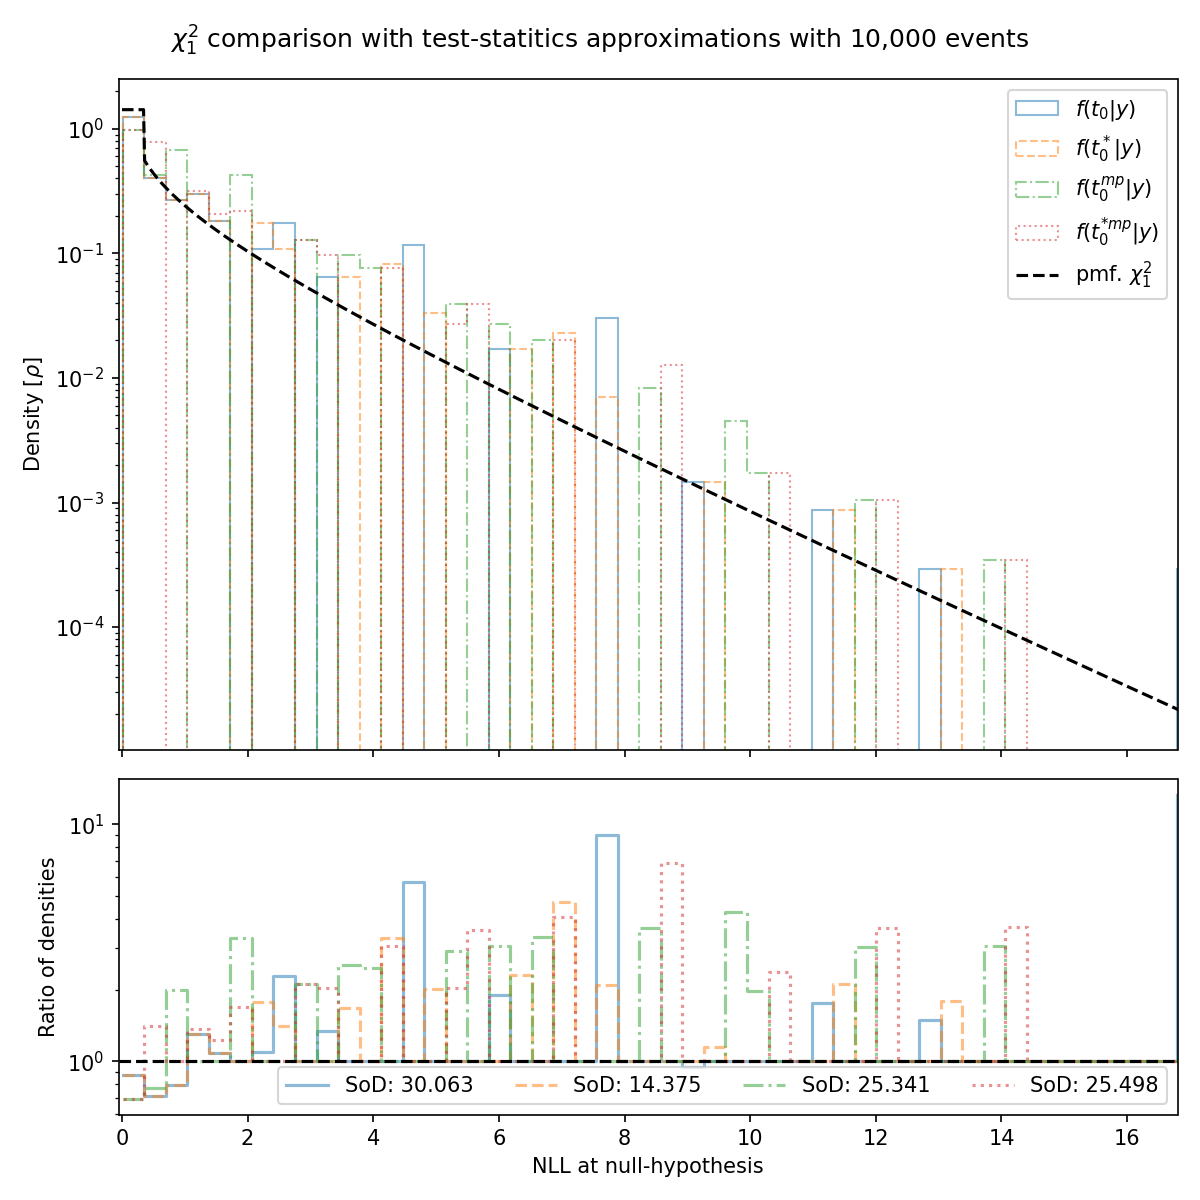 χ₁² comparison with test-statitics approximations with 10,000 events
f(t₀|y)
f(t₀^*|y)
f(t₀^{mp}|y)
f(t₀^{*mp}|y)
pmf. χ₁²
Density [ρ]
10⁰
10⁻¹
10⁻²
10⁻³
10⁻⁴
Ratio of densities
10¹
10⁰
SoD: 30.063 SoD: 14.375 SoD: 25.341 SoD: 25.498
0 2 4 6 8 10 12 14 16
NLL at null-hypothesis